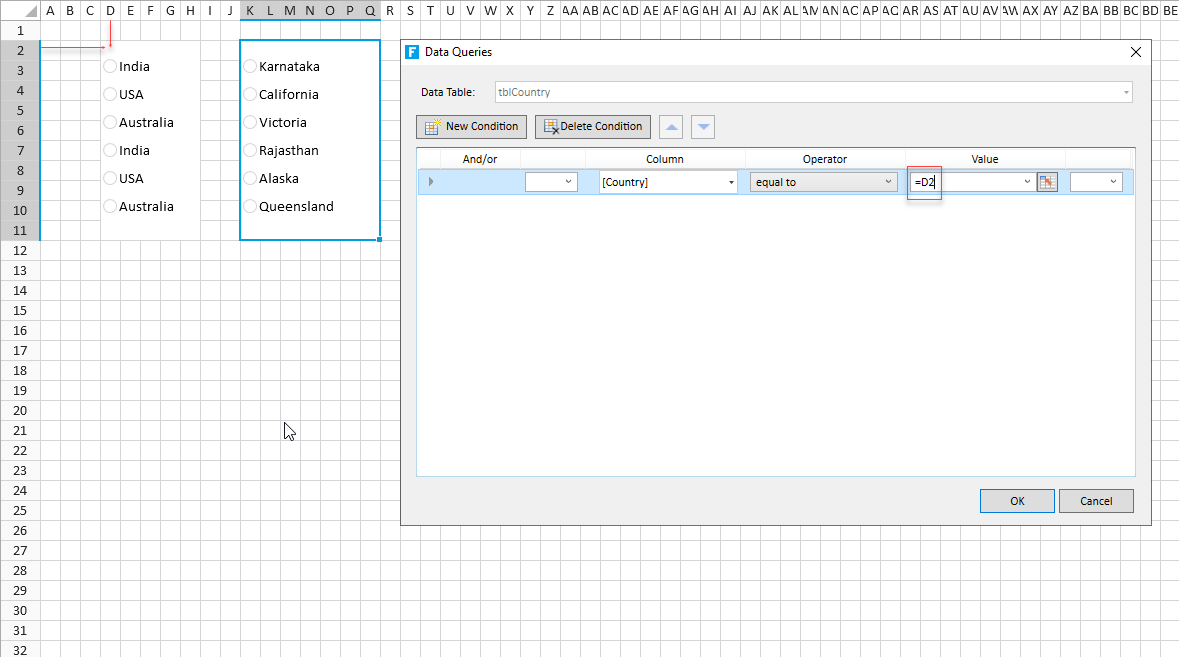 A B C D E F G H I J K L M N O P Q R S T U V W X Y Z AA AB AC AD AE AF AG AH AI AJ AK AL AM AN AO AP AQ AR AS AT AU AV AW AX AY AZ BA BB BC BD BE
1
2
3
4
5
6
7
8
9
10
11
12
13
14
15
16
17
18
19
20
21
22
23
24
25
26
27
28
29
30
31
32
India
USA
Australia
India
USA
Australia
Karnataka
California
Victoria
Rajasthan
Alaska
Queensland
F Data Queries
Data Table: tblCountry
New Condition Delete Condition
And/or Column Operator Value
[Country] equal to =D2
OK Cancel